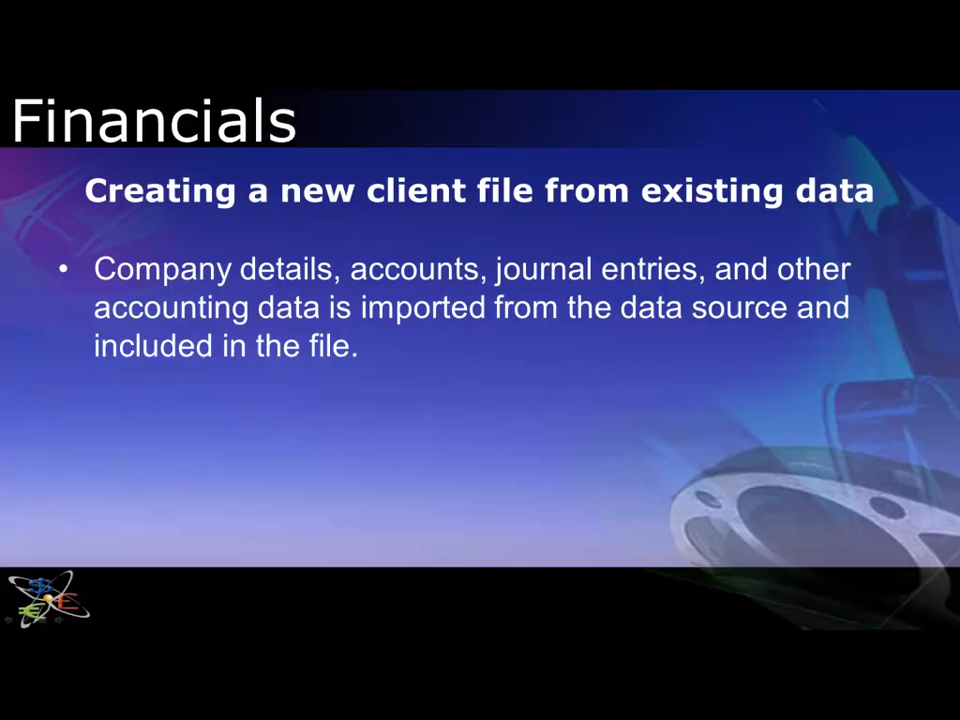 Financials
Creating a new client file from existing data
• Company details, accounts, journal entries, and other
accounting data is imported from the data source and
included in the file.